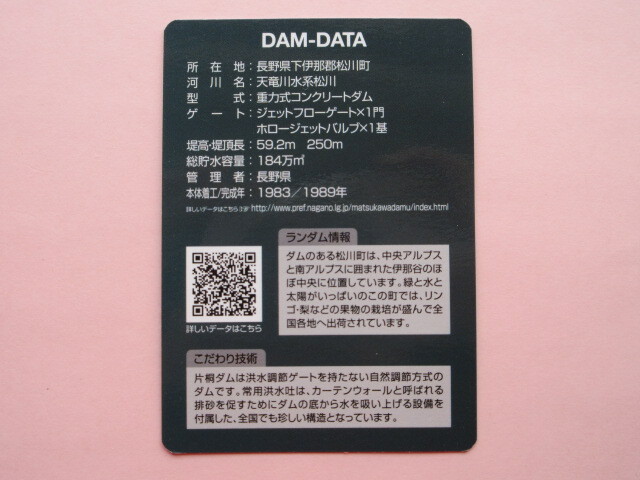 DAM-DATA
所在地：長野県下伊那郡松川町
河川名：天竜川水系松川
型式：重力式コンクリートダム
ゲート：ジェットフローゲート×1門
ホロージェットバルブ×1基
堤高・堤頂長：59.2m 250m
総貯水容量：184万㎥
管理者：長野県
本体着工/完成年：1983／1989年
詳しいデータはこちら☞ http://www.pref.nagano.lg.jp/matsukawadamu/index.html
ランダム情報
ダムのある松川町は、中央アルプス
と南アルプスに囲まれた伊那谷のほ
ぼ中央に位置しています。緑と水と
太陽がいっぱいのこの町では、リン
ゴ・梨などの果物の栽培が盛んで全
国各地へ出荷されています。
詳しいデータはこちら
こだわり技術
片桐ダムは洪水調節ゲートを持たない自然調節方式の
ダムです。常用洪水吐は、カーテンウォールと呼ばれる
排砂を促すためにダムの底から水を吸い上げる設備を
付属した、全国でも珍しい構造となっています。